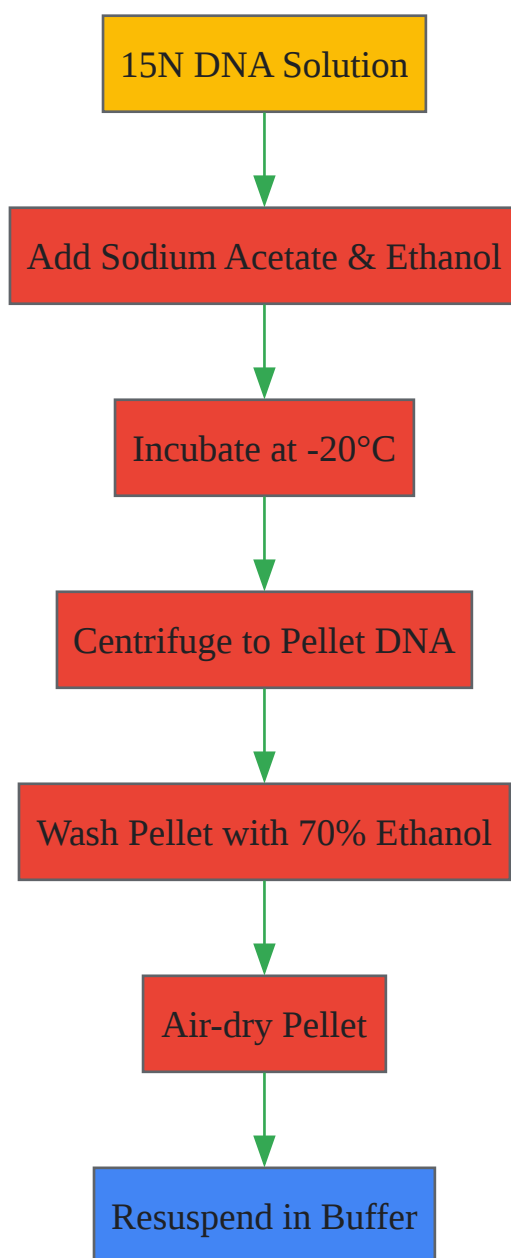 15N DNA Solution
Add Sodium Acetate & Ethanol
Incubate at -20°C
Centrifuge to Pellet DNA
Wash Pellet with 70% Ethanol
Air-dry Pellet
Resuspend in Buffer